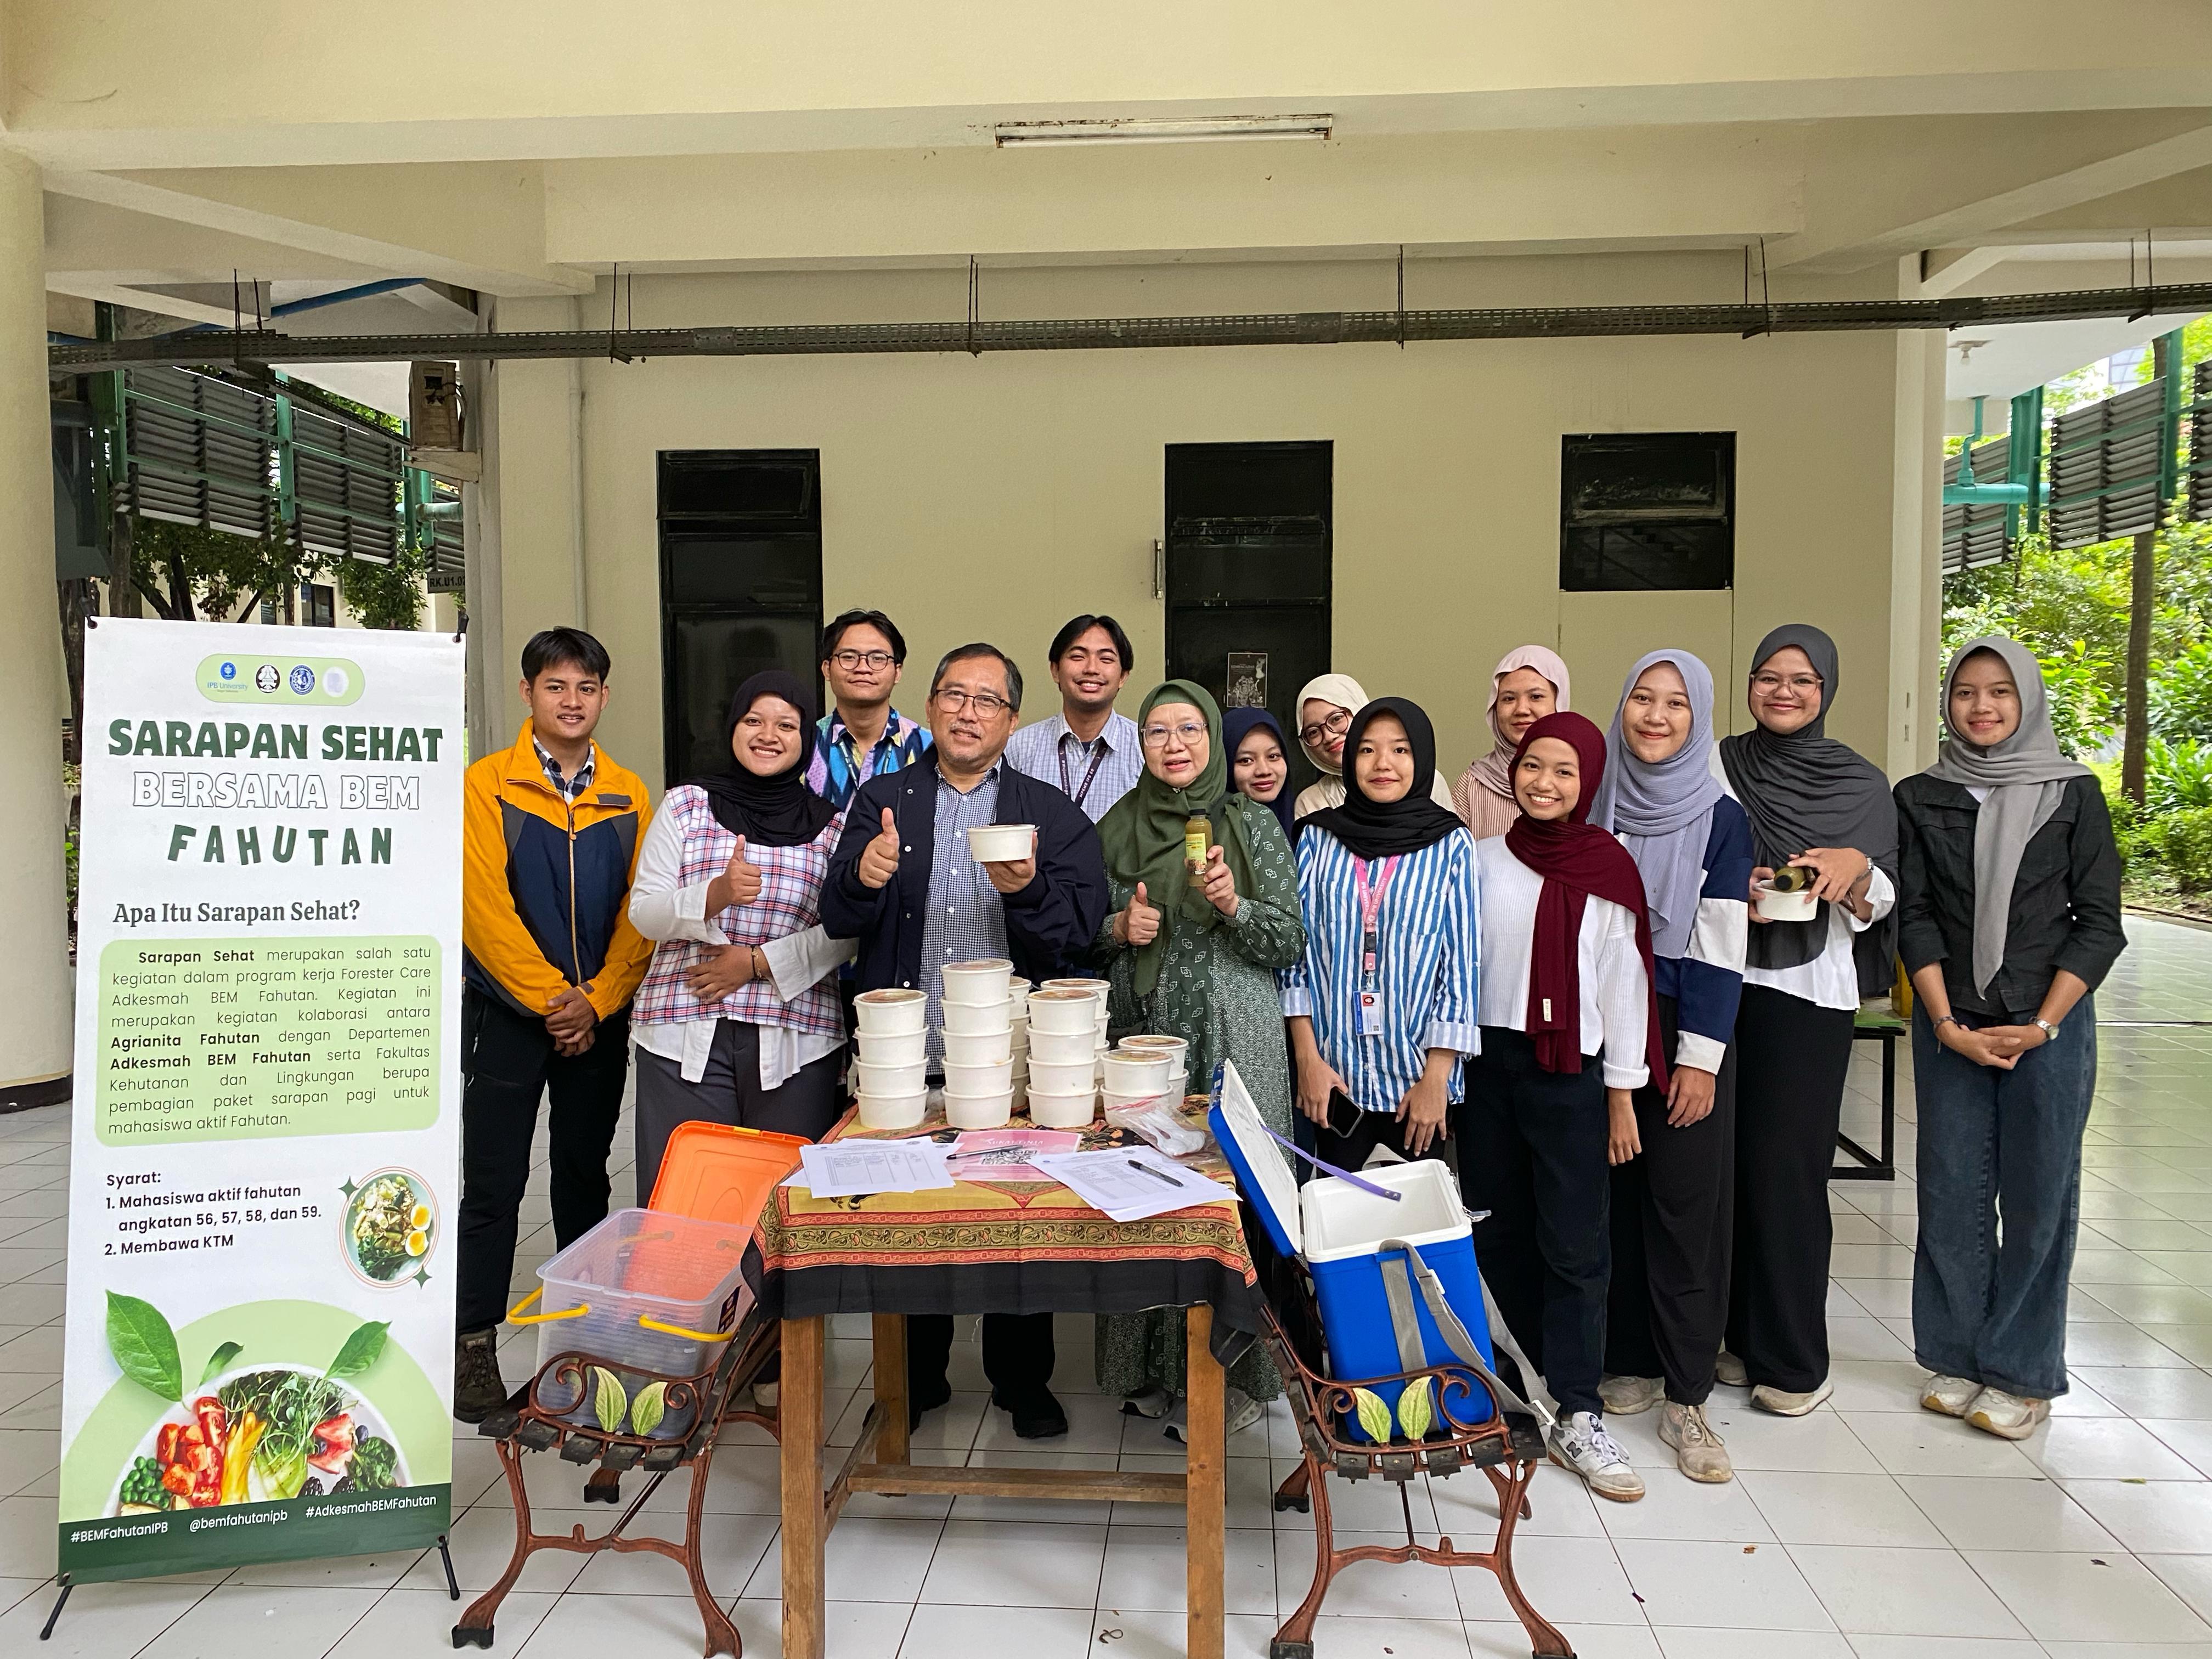 IPB University
SARAPAN SEHAT
BERSAMA BEM
FAHUTAN
Apa Itu Sarapan Sehat?
Sarapan Sehat merupakan salah satu
kegiatan dalam program kerja Forester Care
Adkesmah BEM Fahutan. Kegiatan ini
merupakan kegiatan kolaborasi antara
Agrianita Fahutan dengan Departemen
Adkesmah BEM Fahutan serta Fakultas
Kehutanan dan Lingkungan berupa
pembagian paket sarapan pagi untuk
mahasiswa aktif Fahutan.
Syarat:
1. Mahasiswa aktif fahutan
angkatan 56, 57, 58, dan 59.
2. Membawa KTM
#BEMFahutanIPB @bemfahutanipb #AdkesmahBEMFahutan